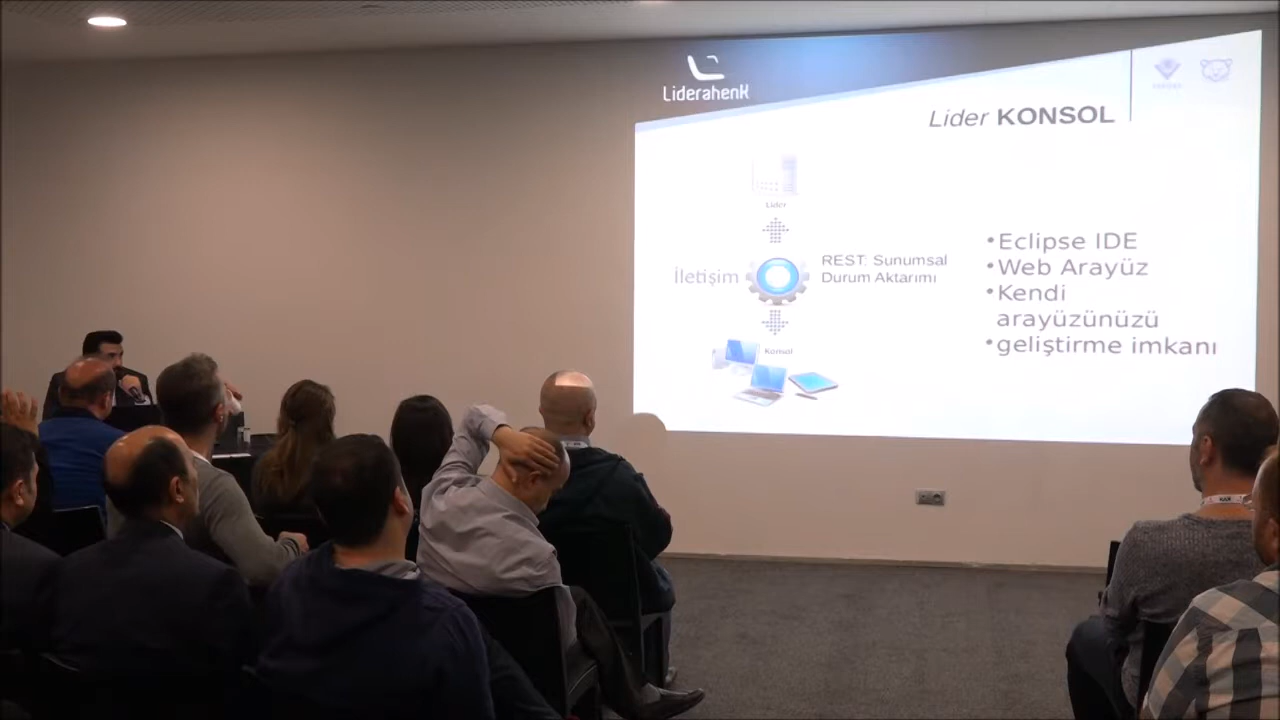 LiderahenK
Lider KONSOL
Lider
İletişim
REST: Sunumsal
Durum Aktarımı
Konsol
•Eclipse IDE
•Web Arayüz
•Kendi
arayüzünüzü
•geliştirme imkanı